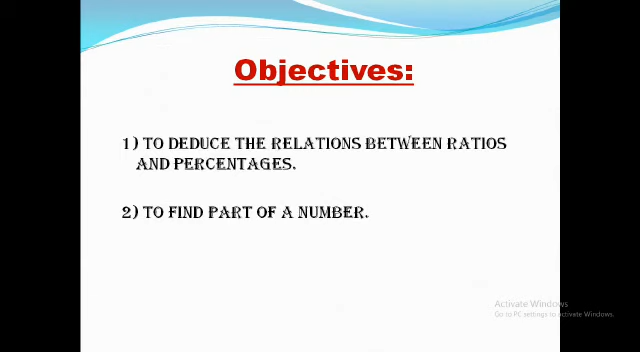 Objectives:
1) TO DEDUCE THE RELATIONS BETWEEN RATIOS
AND PERCENTAGES.
2) TO FIND PART OF A NUMBER.
Activate Windows
Go to PC settings to activate Windows.